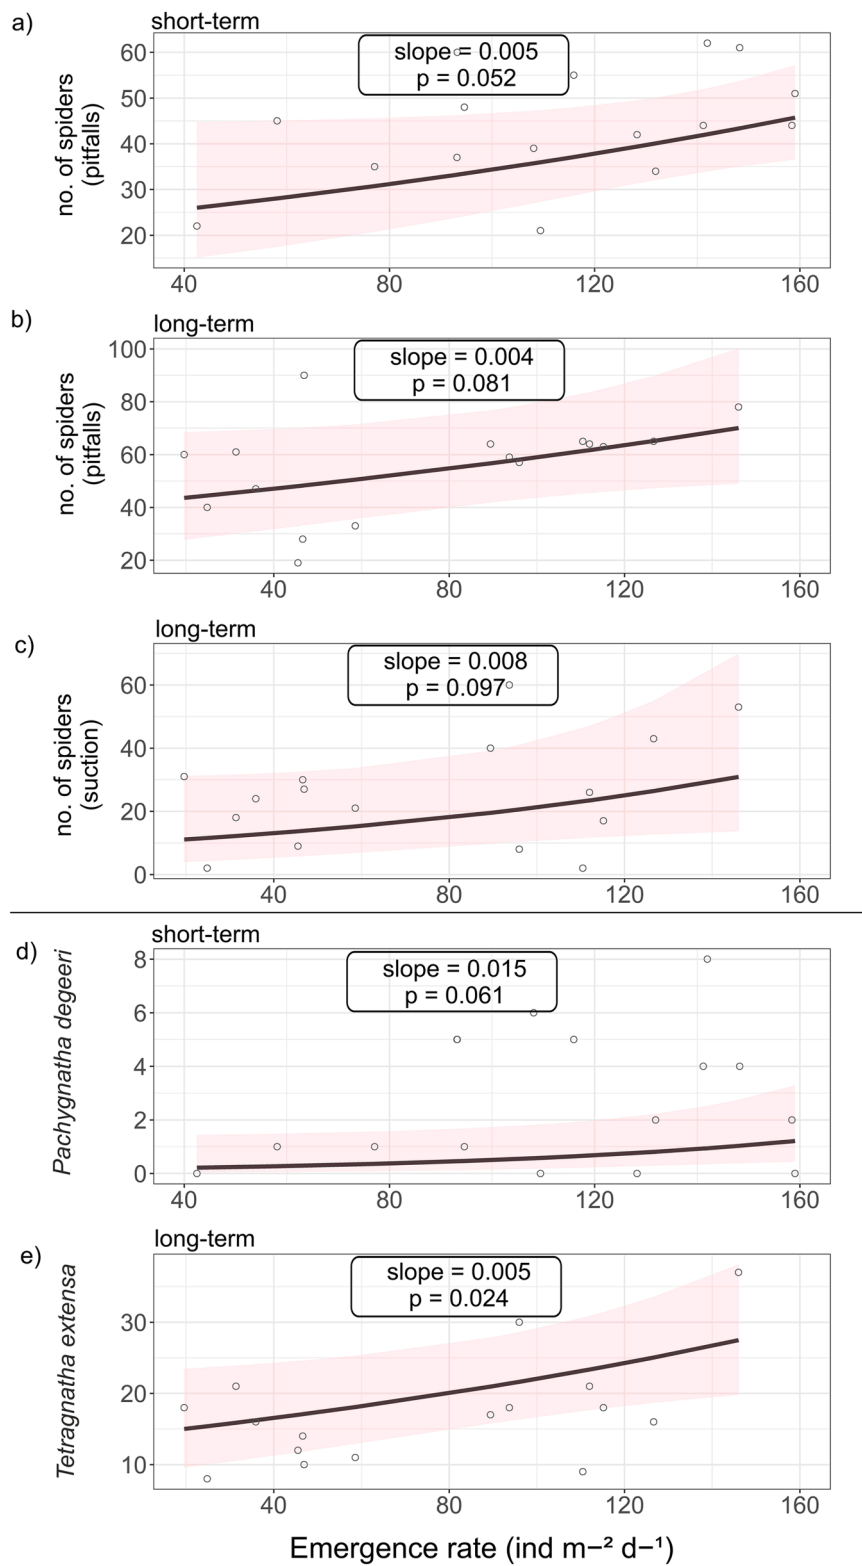 a)
short-term
slope = 0.005
p = 0.052
no. of spiders
(pitfalls)
60
50
40
30
20
40 80 120 160
b)
long-term
slope = 0.004
p = 0.081
no. of spiders
(pitfalls)
100
80
60
40
20
40 80 120 160
c)
long-term
slope = 0.008
p = 0.097
no. of spiders
(suction)
60
40
20
0
40 80 120 160
d)
short-term
slope = 0.015
p = 0.061
Pachygnatha degeeri
8
6
4
2
0
40 80 120 160
e)
long-term
slope = 0.005
p = 0.024
Tetragnatha extensa
30
20
10
40 80 120 160
Emergence rate (ind m−² d−¹)